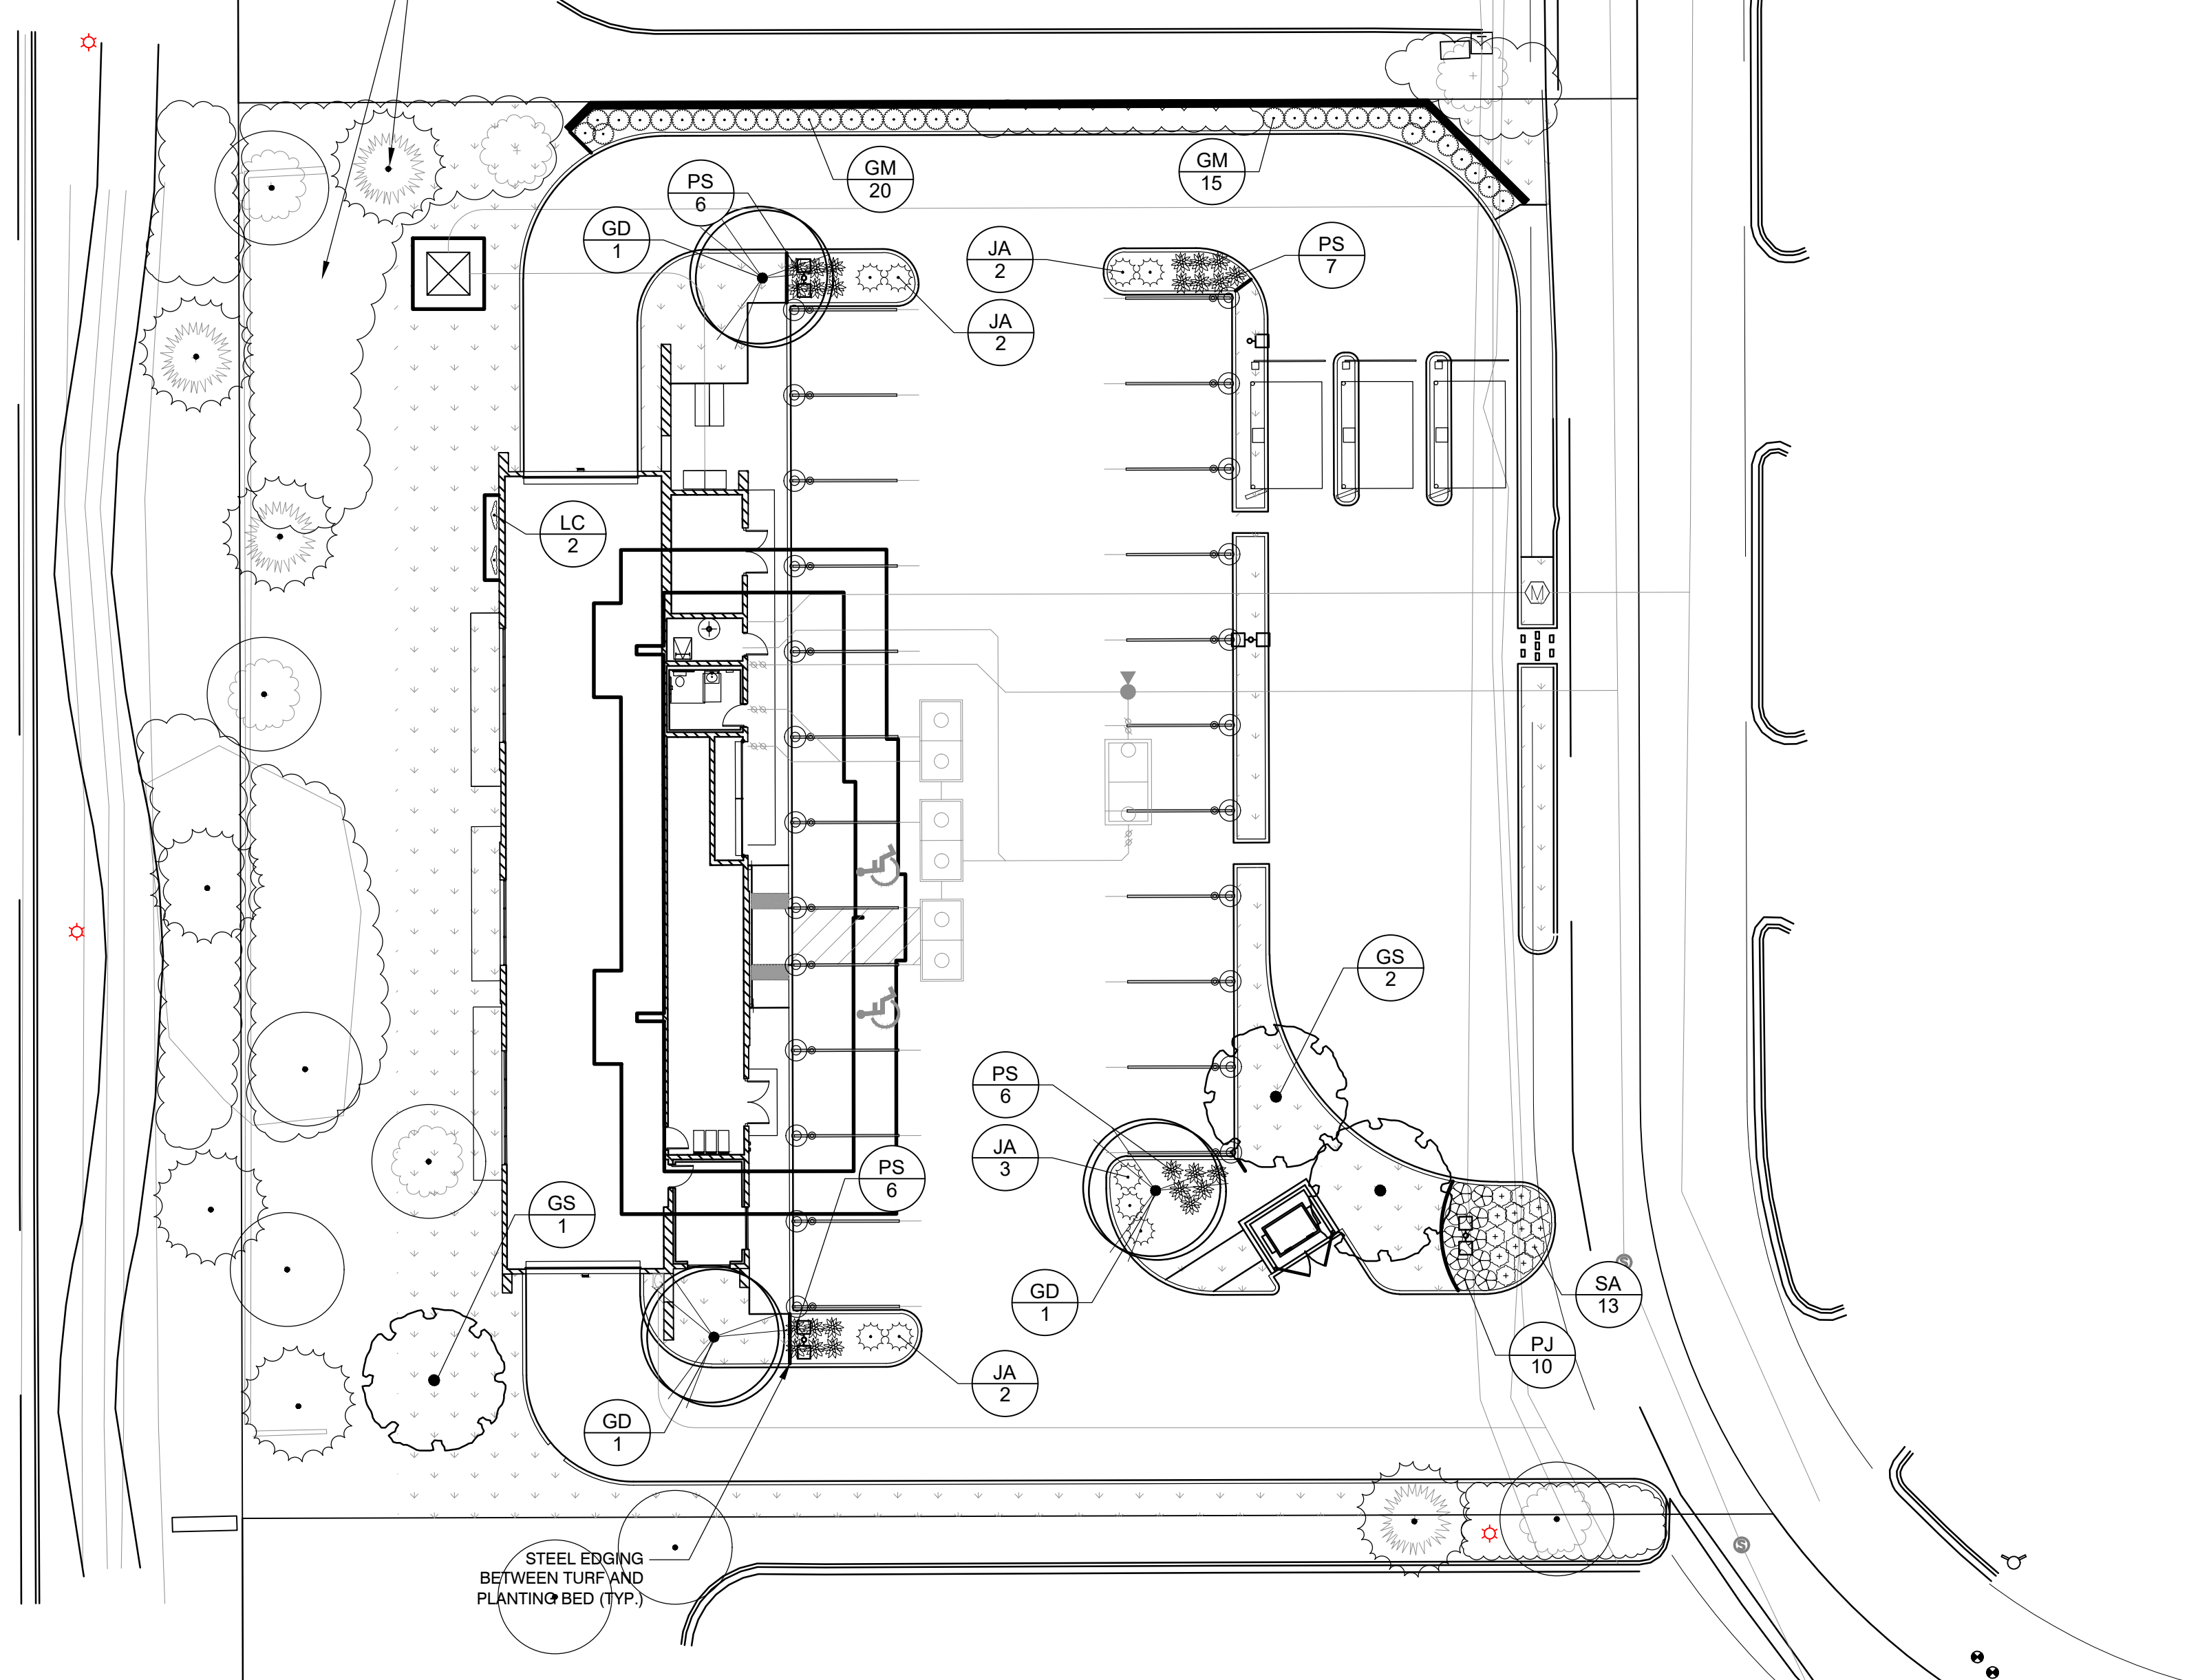 GM
20
GM
15
PS
6
GD
1
JA
2
PS
7
JA
2
LC
2
M
GS
2
PS
6
JA
3
PS
6
GS
1
S
GD
1
SA
13
PJ
10
JA
2
GD
1
S
STEEL EDGING
BETWEEN TURF AND
PLANTING BED (TYP.)